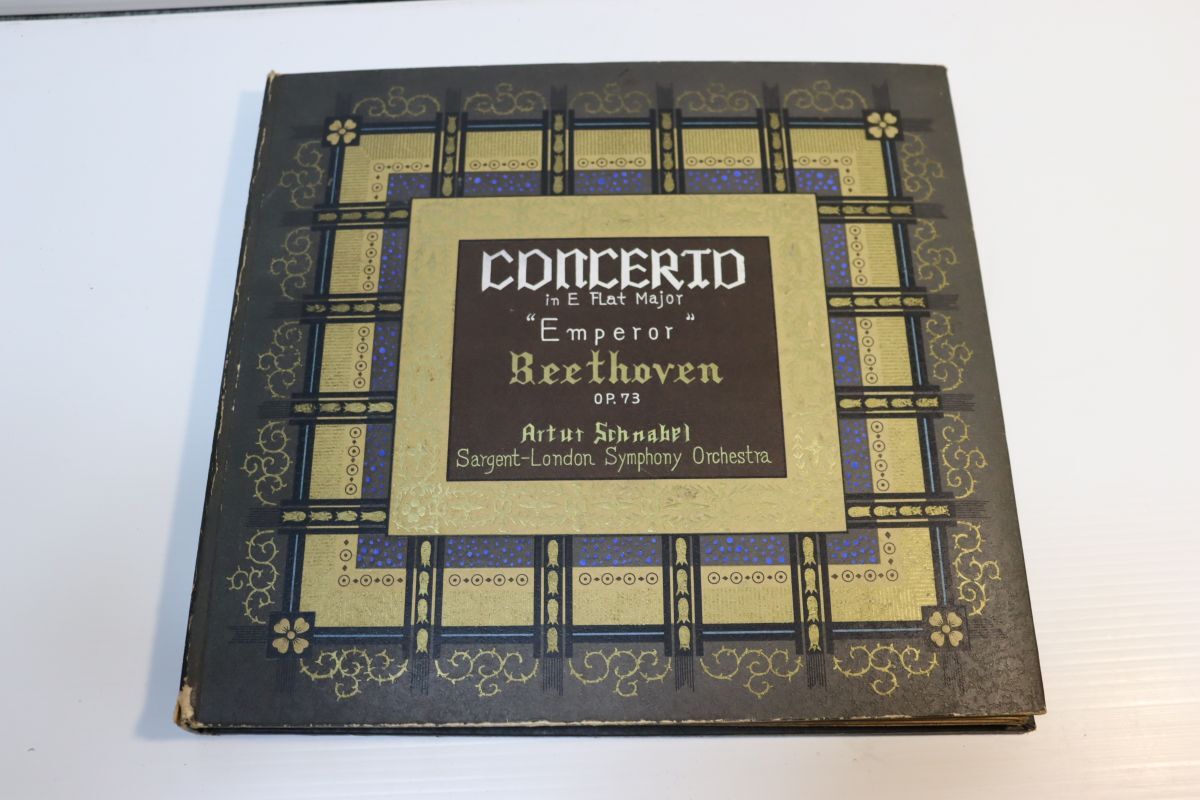 CONCERTO
in E Flat Major
"Emperor"
Beethoven
OP. 73
Artur Schnabel
Sargent-London Symphony Orchestra